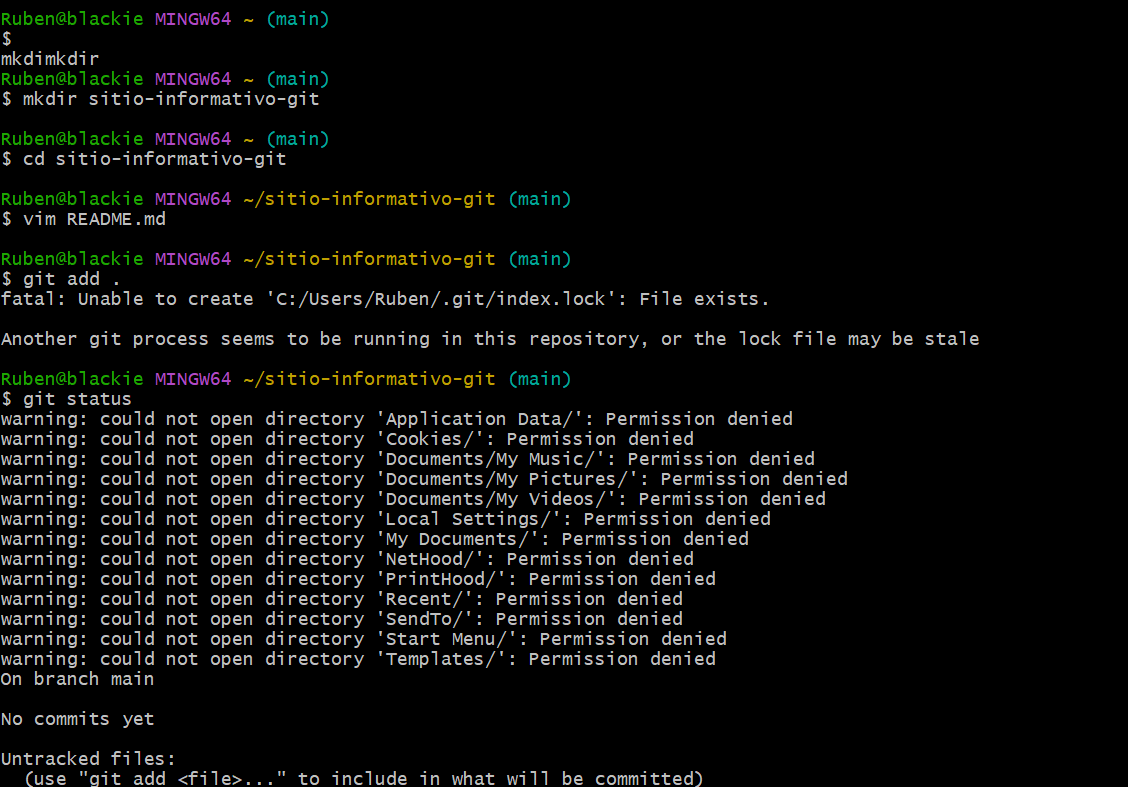 Ruben@blackie MINGW64 ~ (main)
$
mkdimkdir
Ruben@blackie MINGW64 ~ (main)
$ mkdir sitio-informativo-git
Ruben@blackie MINGW64 ~ (main)
$ cd sitio-informativo-git
Ruben@blackie MINGW64 ~/sitio-informativo-git (main)
$ vim README.md
Ruben@blackie MINGW64 ~/sitio-informativo-git (main)
$ git add .
fatal: Unable to create 'C:/Users/Ruben/.git/index.lock': File exists.
Another git process seems to be running in this repository, or the lock file may be stale
Ruben@blackie MINGW64 ~/sitio-informativo-git (main)
$ git status
warning: could not open directory 'Application Data/': Permission denied
warning: could not open directory 'Cookies/': Permission denied
warning: could not open directory 'Documents/My Music/': Permission denied
warning: could not open directory 'Documents/My Pictures/': Permission denied
warning: could not open directory 'Documents/My Videos/': Permission denied
warning: could not open directory 'Local Settings/': Permission denied
warning: could not open directory 'My Documents/': Permission denied
warning: could not open directory 'NetHood/': Permission denied
warning: could not open directory 'PrintHood/': Permission denied
warning: could not open directory 'Recent/': Permission denied
warning: could not open directory 'SendTo/': Permission denied
warning: could not open directory 'Start Menu/': Permission denied
warning: could not open directory 'Templates/': Permission denied
On branch main
No commits yet
Untracked files:
(use "git add <file>..." to include in what will be committed)